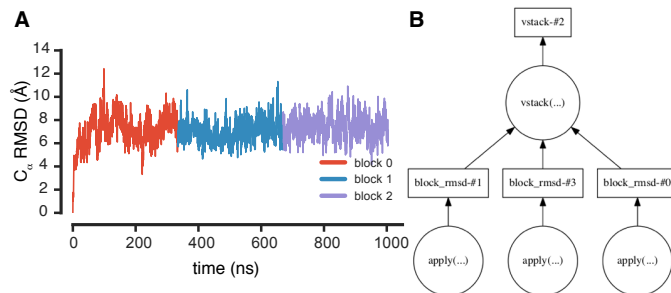 A
14
12
10
8
6
4
2
0
Cα RMSD (Å)
block 0
block 1
block 2
0 200 400 600 800 1000
time (ns)
B
vstack-#2
vstack(...)
block_rmsd-#1 block_rmsd-#3 block_rmsd-#0
apply(...) apply(...) apply(...)